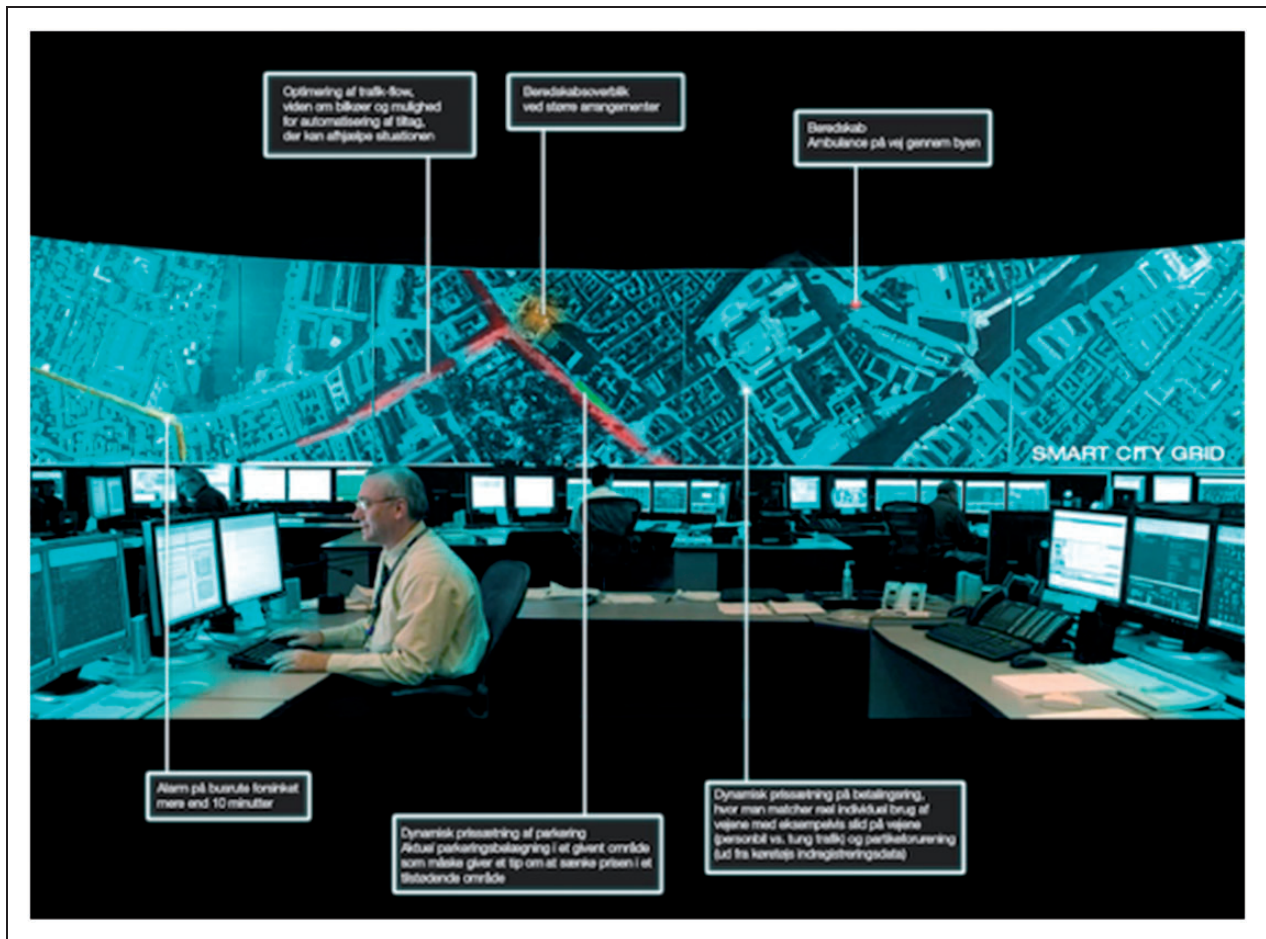 Optimering af trafik-flow,
viden om bilkøer og mulighed
for automatisering af tiltag,
der kan afhjælpe situationen
Beredskabsoverblik
ved større arrangementer
Beredskab
Ambulance på vej gennem byen
SMART CITY GRID
Alarm på busrute forsinket
mere end 10 minutter
Dynamisk prissætning af parkering
Aktuel parkeringsbelægning i et givent område
som måske giver et tip om at sænke prisen i et
tilstødende område
Dynamisk prissætning på betalingsring,
hvor man matcher reel individuel brug af
vejene med eksempelvis slid på vejene
(personbil vs. tung trafik) og partikelforurening
(ud fra køretøjs indregistreringsdata)